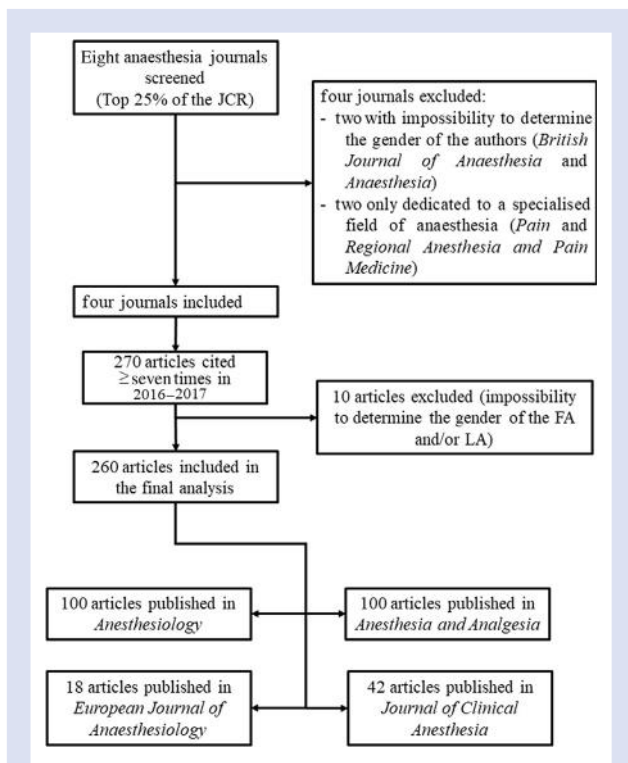 Eight anaesthesia journals
screened
(Top 25% of the JCR)
four journals excluded:
- two with impossibility to determine
the gender of the authors (British
Journal of Anaesthesia and
Anaesthesia)
- two only dedicated to a specialised
field of anaesthesia (Pain and
Regional Anesthesia and Pain
Medicine)
four journals included
270 articles cited
≥seven times in
2016–2017
10 articles excluded (impossibility
to determine the gender of the FA
and/or LA)
260 articles included in
the final analysis
100 articles published in
Anesthesiology
100 articles published in
Anesthesia and Analgesia
18 articles published in
European Journal of
Anaesthesiology
42 articles published in
Journal of Clinical
Anesthesia